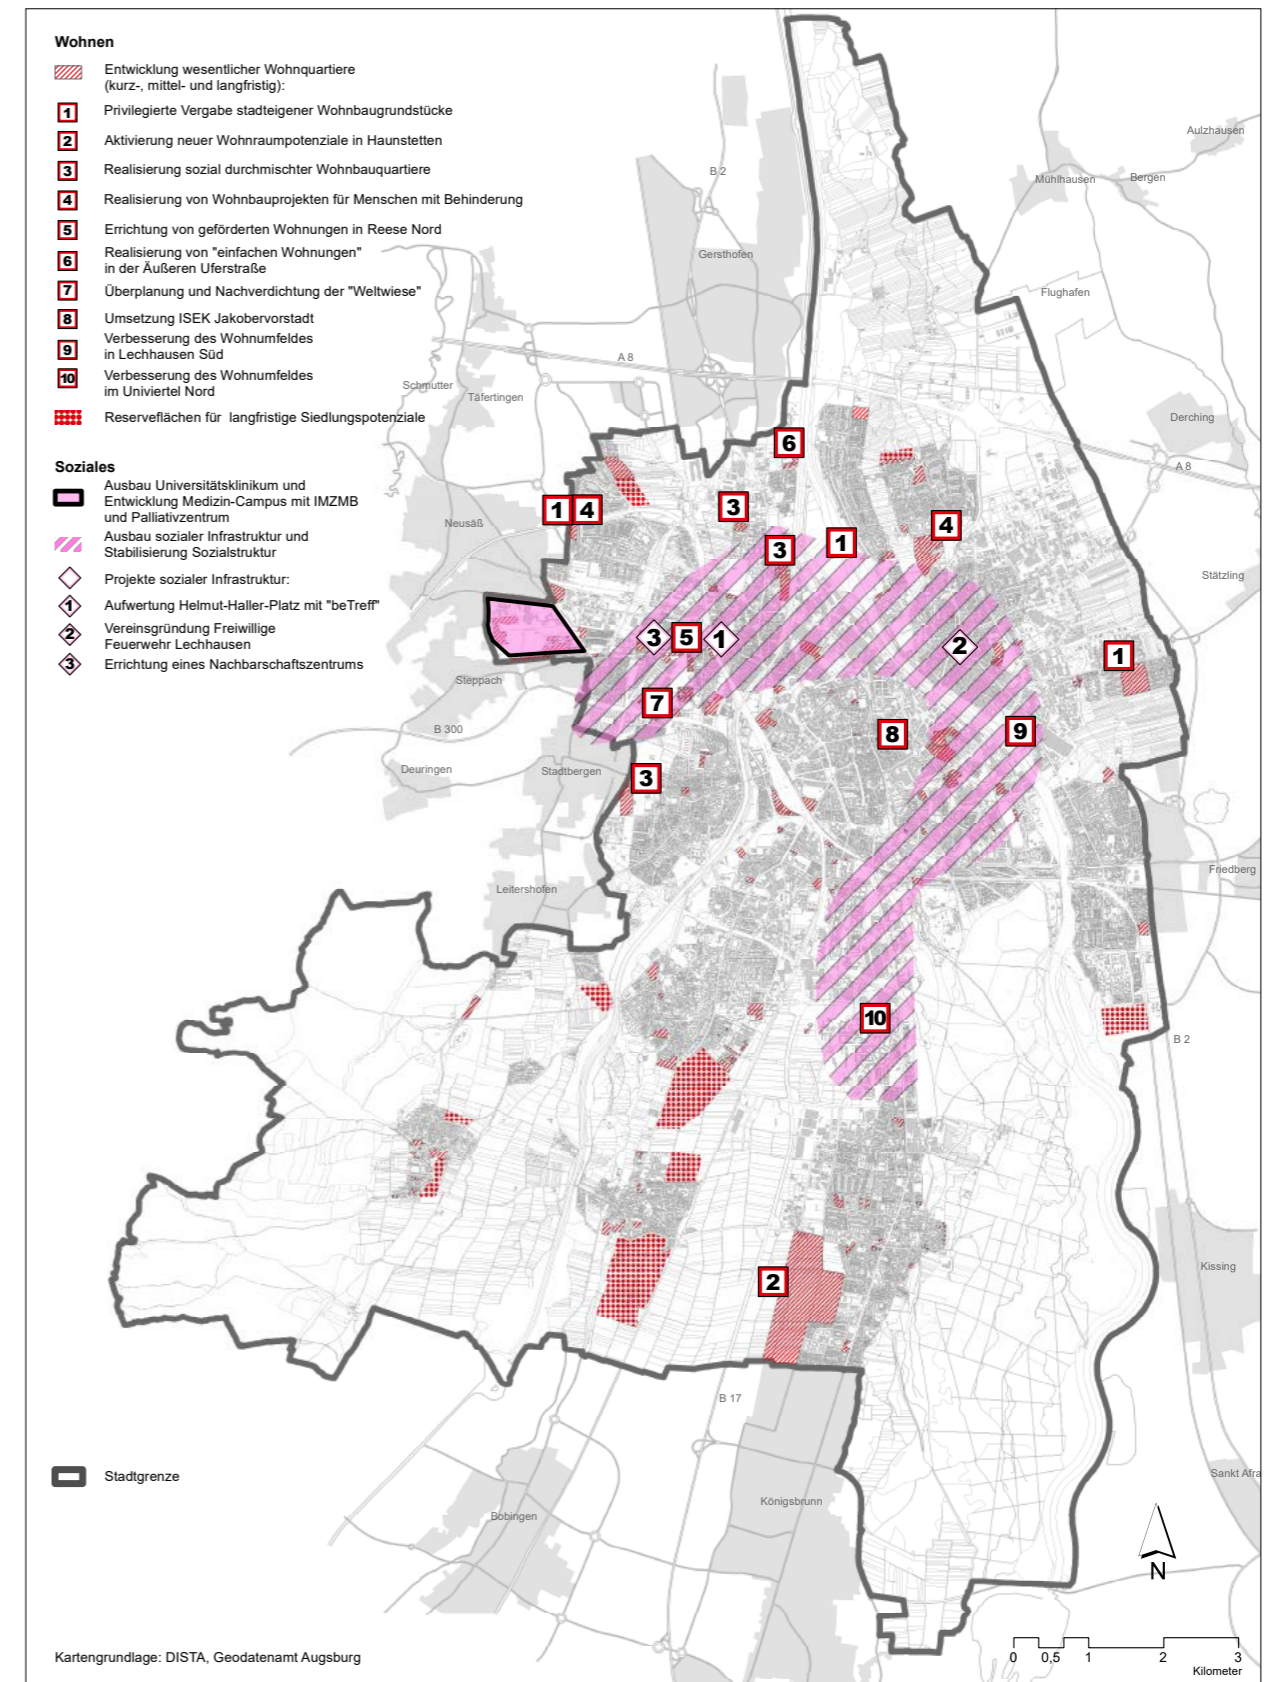 Wohnen
Entwicklung wesentlicher Wohnquartiere
(kurz-, mittel- und langfristig):
1 Privilegierte Vergabe stadteigener Wohnbaugrundstücke
2 Aktivierung neuer Wohnraumpotenziale in Haunstetten
3 Realisierung sozial durchmischter Wohnbauquartiere
4 Realisierung von Wohnbauprojekten für Menschen mit Behinderung
5 Errichtung von geförderten Wohnungen in Reese Nord
6 Realisierung von "einfachen Wohnungen"
in der Äußeren Uferstraße
7 Überplanung und Nachverdichtung der "Weltwiese"
8 Umsetzung ISEK Jakobervorstadt
9 Verbesserung des Wohnumfeldes
in Lechhausen Süd
10 Verbesserung des Wohnumfeldes
im Univiertel Nord
Reserveflächen für langfristige Siedlungspotenziale
Soziales
Ausbau Universitätsklinikum und
Entwicklung Medizin-Campus mit IMZMB
und Palliativzentrum
Ausbau sozialer Infrastruktur und
Stabilisierung Sozialstruktur
Projekte sozialer Infrastruktur:
1 Aufwertung Helmut-Haller-Platz mit "beTreff"
2 Vereinsgründung Freiwillige
Feuerwehr Lechhausen
3 Errichtung eines Nachbarschaftszentrums
Stadtgrenze
Kartengrundlage: DISTA, Geodatenamt Augsburg
Aulzhausen
B 2
Mühlhausen
Bergen
Gersthofen
Flughafen
A 8
Schmutter
Täfertingen
Derching
6
A 8
1 4
3
Neusäß
4
3
1
Stätzling
3 5 1
2
1
Steppach
7
B 300
8
9
Deuringen
Stadtbergen
3
Friedberg
Leitershofen
10
B 2
Kissing
2
B 17
Sankt Afra
Königsbrunn
Bobingen
N
0 0,5 1 2 3
Kilometer